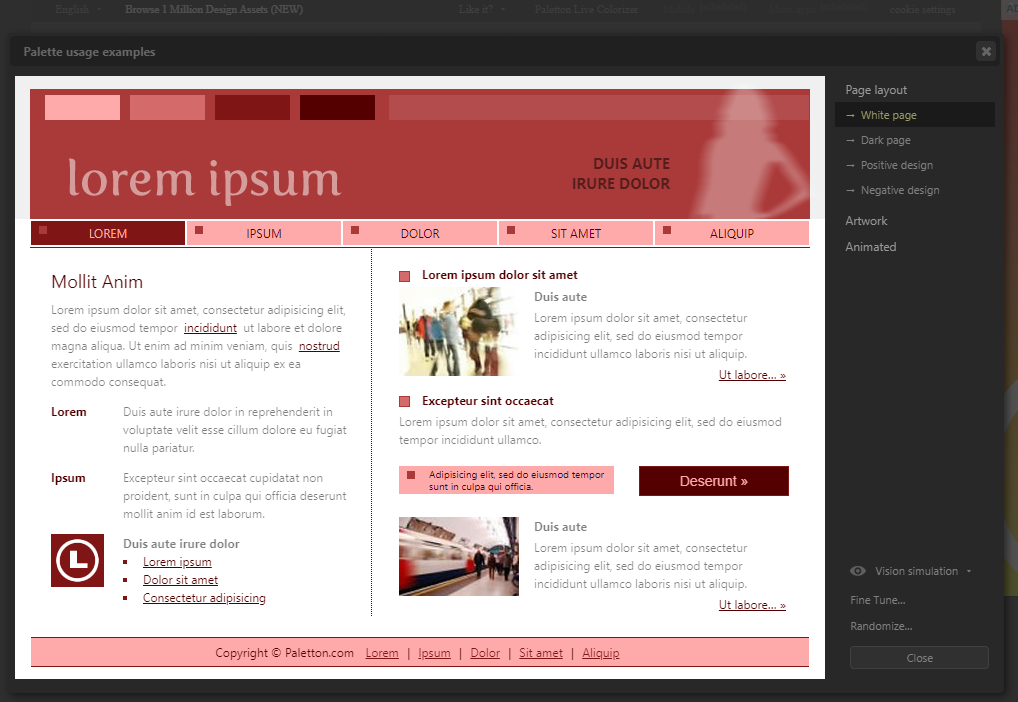 English
Browse 1 Million Design Assets (NEW)
Like it?
Paletton Live Colorizer
cookie settings
AD
Palette usage examples
lorem ipsum
DUIS AUTE
IRURE DOLOR
LOREM
IPSUM
DOLOR
SIT AMET
ALIQUIP
Mollit Anim
Lorem ipsum dolor sit amet, consectetur adipisicing elit,
sed do eiusmod tempor incididunt ut labore et dolore
magna aliqua. Ut enim ad minim veniam, quis nostrud
exercitation ullamco laboris nisi ut aliquip ex ea
commodo consequat.
Lorem
Duis aute irure dolor in reprehenderit in
voluptate velit esse cillum dolore eu fugiat
nulla pariatur.
Ipsum
Excepteur sint occaecat cupidatat non
proident, sunt in culpa qui officia deserunt
mollit anim id est laborum.
L
Duis aute irure dolor
Lorem ipsum
Dolor sit amet
Consectetur adipisicing
Lorem ipsum dolor sit amet
Duis aute
Lorem ipsum dolor sit amet, consectetur
adipisicing elit, sed do eiusmod tempor
incididunt ullamco laboris nisi ut aliquip.
Ut labore... »
Excepteur sint occaecat
Lorem ipsum dolor sit amet, consectetur adipisicing elit, sed do eiusmod
tempor incididunt ullamco.
Adipisicing elit, sed do eiusmod tempor
sunt in culpa qui officia.
Deserunt »
Duis aute
Lorem ipsum dolor sit amet, consectetur
adipisicing elit, sed do eiusmod tempor
incididunt ullamco laboris nisi ut aliquip.
Ut labore... »
Copyright © Paletton.com Lorem | Ipsum | Dolor | Sit amet | Aliquip
Page layout
→ White page
→ Dark page
→ Positive design
→ Negative design
Artwork
Animated
Vision simulation
Fine Tune...
Randomize...
Close